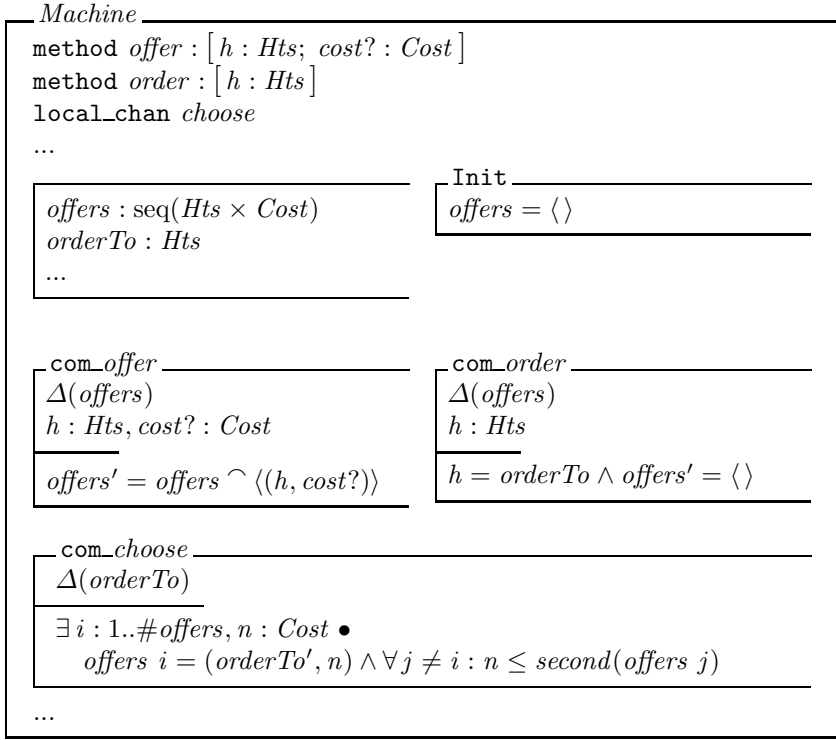 Machine
method offer : [ h : Hts; cost? : Cost ]
method order : [ h : Hts ]
local_chan choose
...
offers : seq(Hts × Cost)
orderTo : Hts
...
Init
offers = ⟨ ⟩
com_offer
Δ(offers)
h : Hts, cost? : Cost
offers′ = offers ⌢ ⟨(h, cost?)⟩
com_order
Δ(offers)
h : Hts
h = orderTo ∧ offers′ = ⟨ ⟩
com_choose
Δ(orderTo)
∃ i : 1..#offers, n : Cost •
offers i = (orderTo′, n) ∧ ∀ j ≠ i : n ≤ second(offers j)
...